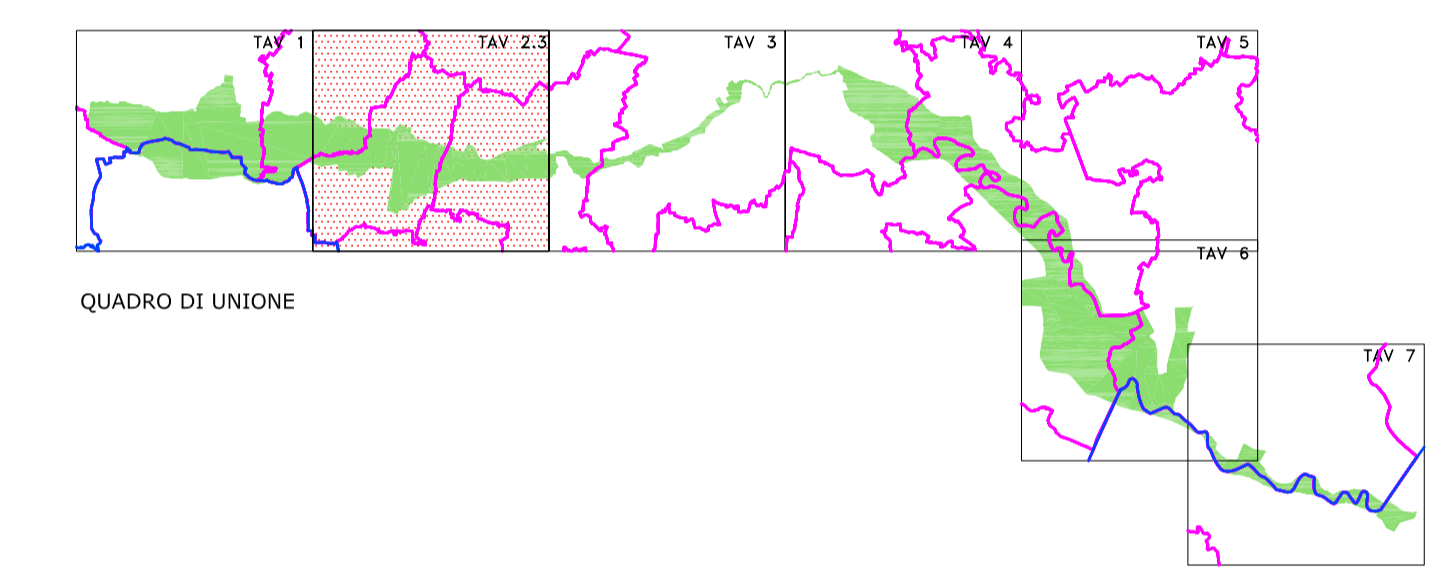 TAV 1
TAV 2.3
TAV 3
TAV 4
TAV 5
QUADRO DI UNIONE
TAV 6
TAV 7